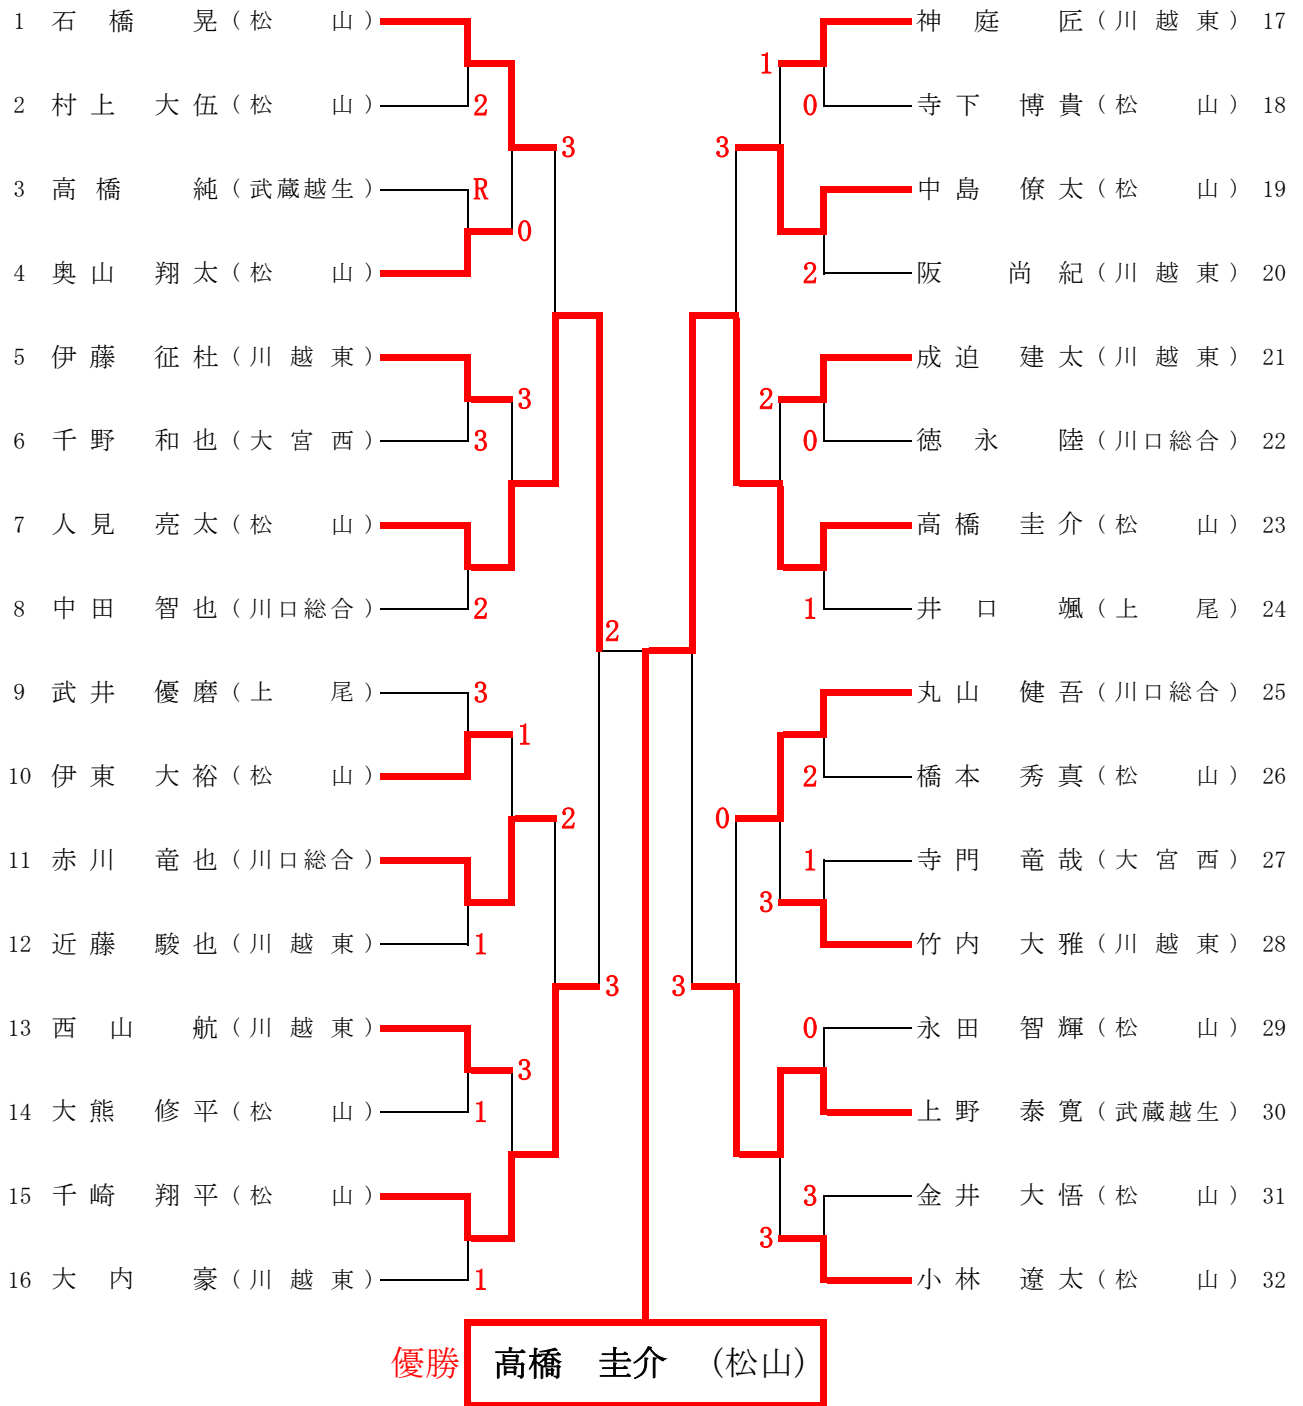 1 石橋 晃（松 山） 神庭 匠（川越東） 17
1
2 村上 大伍（松 山） 2 0 寺下 博貴（松 山） 18
3 3
3 高橋 純（武蔵越生） R 中島 僚太（松 山） 19
0
4 奥山 翔太（松 山） 2 阪 尚紀（川越東） 20
5 伊藤 征杜（川越東） 成迫 建太（川越東） 21
3 2
6 千野 和也（大宮西） 3 0 徳永 陸（川口総合） 22
7 人見 亮太（松 山） 高橋 圭介（松 山） 23
8 中田 智也（川口総合） 2 1 井口 颯（上 尾） 24
2
9 武井 優磨（上 尾） 3 丸山 健吾（川口総合） 25
1
10 伊東 大裕（松 山） 2 橋本 秀真（松 山） 26
2 0
11 赤川 竜也（川口総合） 1 寺門 竜哉（大宮西） 27
3
12 近藤 駿也（川越東） 1 竹内 大雅（川越東） 28
3 3
13 西山 航（川越東） 0 永田 智輝（松 山） 29
3
14 大熊 修平（松 山） 1 上野 泰寛（武蔵越生） 30
15 千崎 翔平（松 山） 3 金井 大悟（松 山） 31
3
16 大内 豪（川越東） 1 小林 遼太（松 山） 32
優勝 高橋 圭介 （松山）